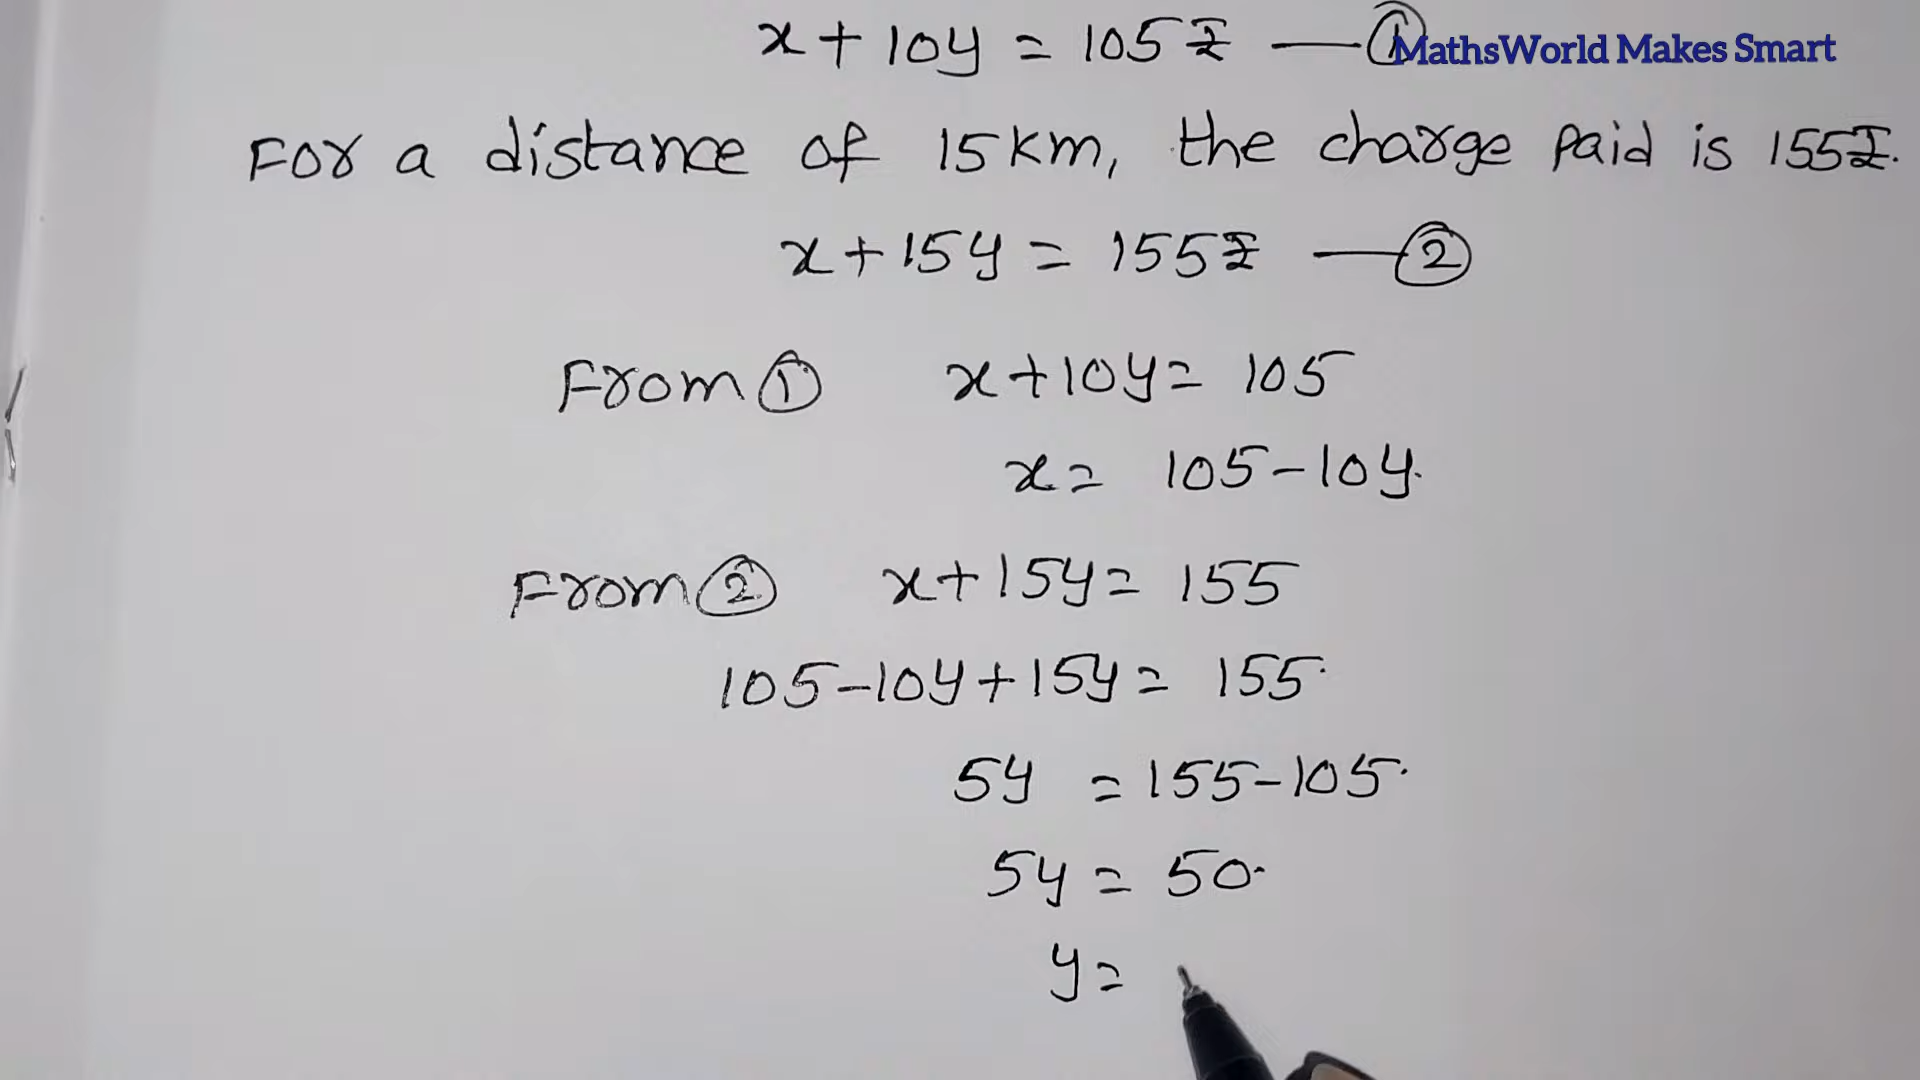 x + 10y = 105₹ — ①
MathsWorld Makes Smart
For a distance of 15km, the charge paid is 155₹.
x + 15y = 155₹ — ②
From ① x + 10y = 105
x = 105 - 10y.
From ② x + 15y = 155
105 - 10y + 15y = 155.
5y = 155 - 105.
5y = 50.
y =